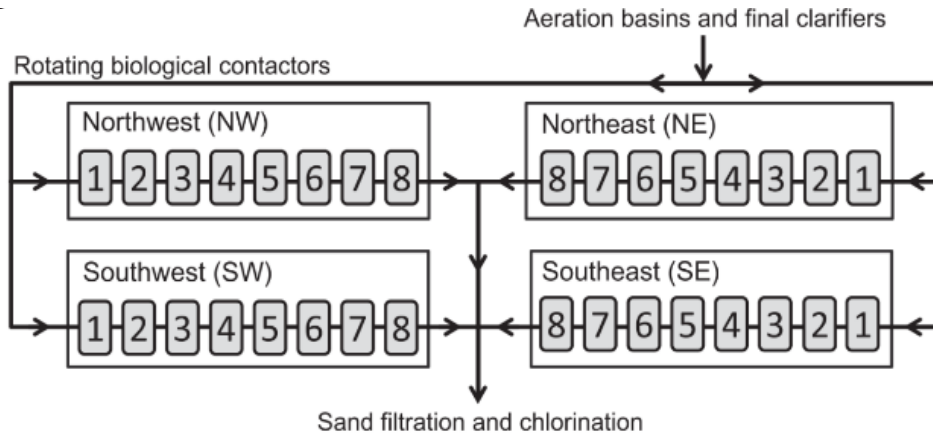 Aeration basins and final clarifiers
Rotating biological contactors
Northwest (NW)
1 2 3 4 5 6 7 8
Northeast (NE)
8 7 6 5 4 3 2 1
Southwest (SW)
1 2 3 4 5 6 7 8
Southeast (SE)
8 7 6 5 4 3 2 1
Sand filtration and chlorination